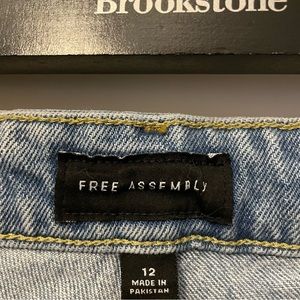 Brookstone
FREE ASSEMBLY
12
MADE IN
PAKISTAN